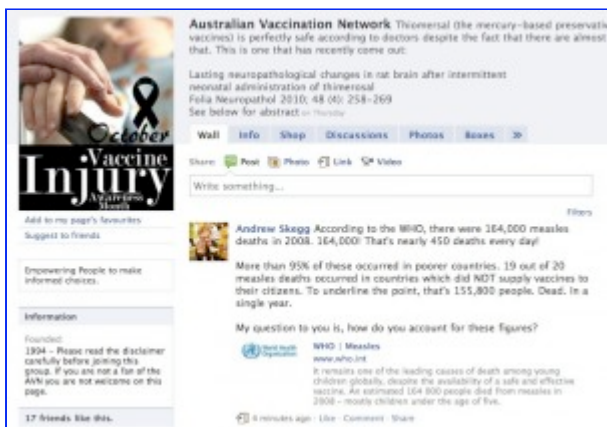 Australian Vaccination Network Thiomersal (the mercury-based preservativ
vaccines) is perfectly safe according to doctors despite the fact that there are almost
that. This is one that has recently come out:
Lasting neuropathological changes in rat brain after intermittent
neonatal administration of thimerosal
Folia Neuropathol 2010; 48 (4): 258-269
See below for abstract on Thursday
October
Vaccine
Injury
Awareness
Month
Wall Info Shop Discussions Photos Boxes »
Share: Post Photo Link Video
Write something...
Filters
Add to my page's favourites
Suggest to friends
Empowering People to make
informed choices.
Information
Founded:
1994 - Please read the disclaimer
carefully before joining this
group. If you are not a fan of the
AVN you are not welcome on this
page.
17 friends like this.
Andrew Skegg According to the WHO, there were 164,000 measles
deaths in 2008. 164,000! That's nearly 450 deaths every day!
More than 95% of these occurred in poorer countries. 19 out of 20
measles deaths occurred in countries which did NOT supply vaccines to
their citizens. To underline the point, that's 155,800 people. Dead. In a
single year.
My question to you is, how do you account for these figures?
World Health
Organization
WHO | Measles
www.who.int
It remains one of the leading causes of death among young
children globally, despite the availability of a safe and effective
vaccine. An estimated 164 000 people died from measles in
2008 - mostly children under the age of five.
6 minutes ago · Like · Comment · Share